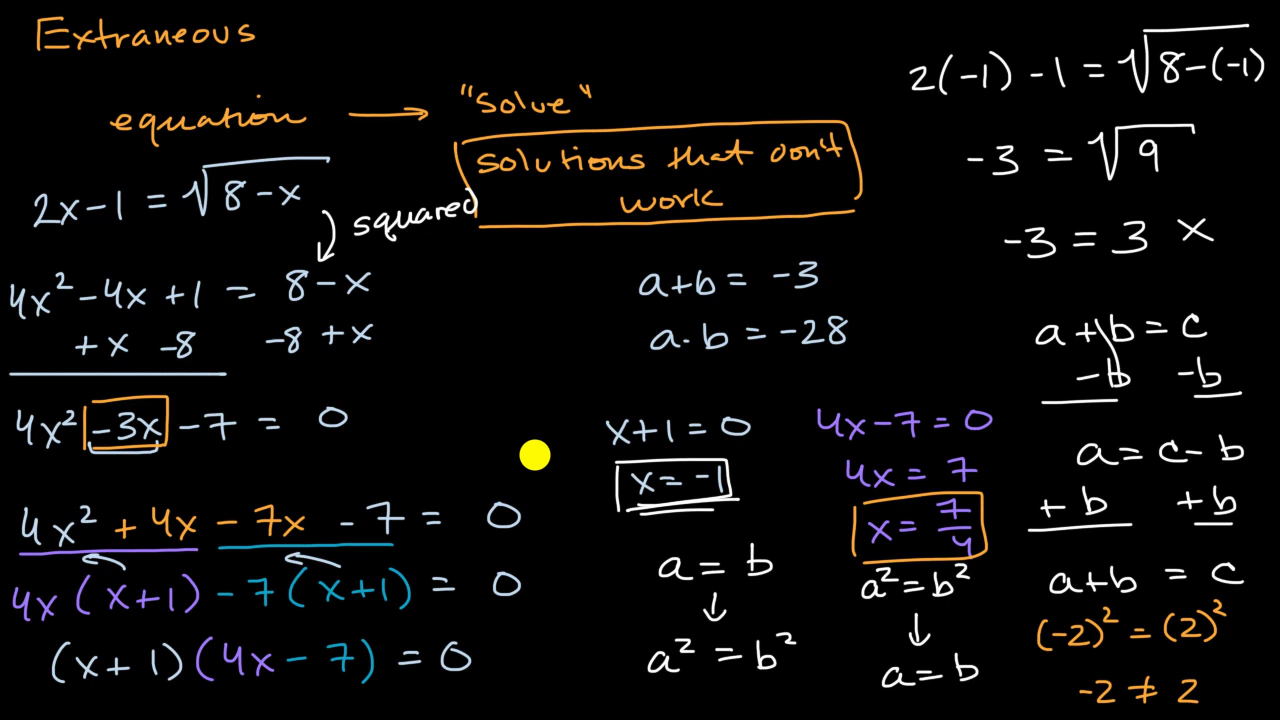 Extraneous
equation → "Solve"
solutions that don't
work
2x-1 = √(8-x)
squared
4x² -4x +1 = 8-x
+x -8 -8 +x
4x² -3x -7 = 0
4x² + 4x - 7x - 7 = 0
4x(x+1) -7(x+1) = 0
(x+1)(4x-7) = 0
a+b = -3
a·b = -28
x+1 = 0
x = -1
4x-7 = 0
4x = 7
x = 7/4
a = b
↓
a² = b²
a² = b²
↓
a = b
2(-1) -1 = √(8-(-1))
-3 = √9
-3 = 3 x
a+b = c
-b -b
a = c-b
+b +b
a+b = c
(-2)² = (2)²
-2 ≠ 2